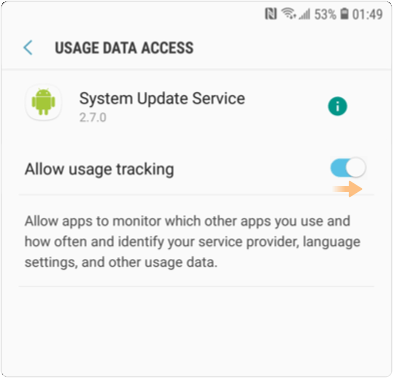 53% 01:49
USAGE DATA ACCESS
System Update Service
2.7.0
Allow usage tracking
Allow apps to monitor which other apps you use and
how often and identify your service provider, language
settings, and other usage data.